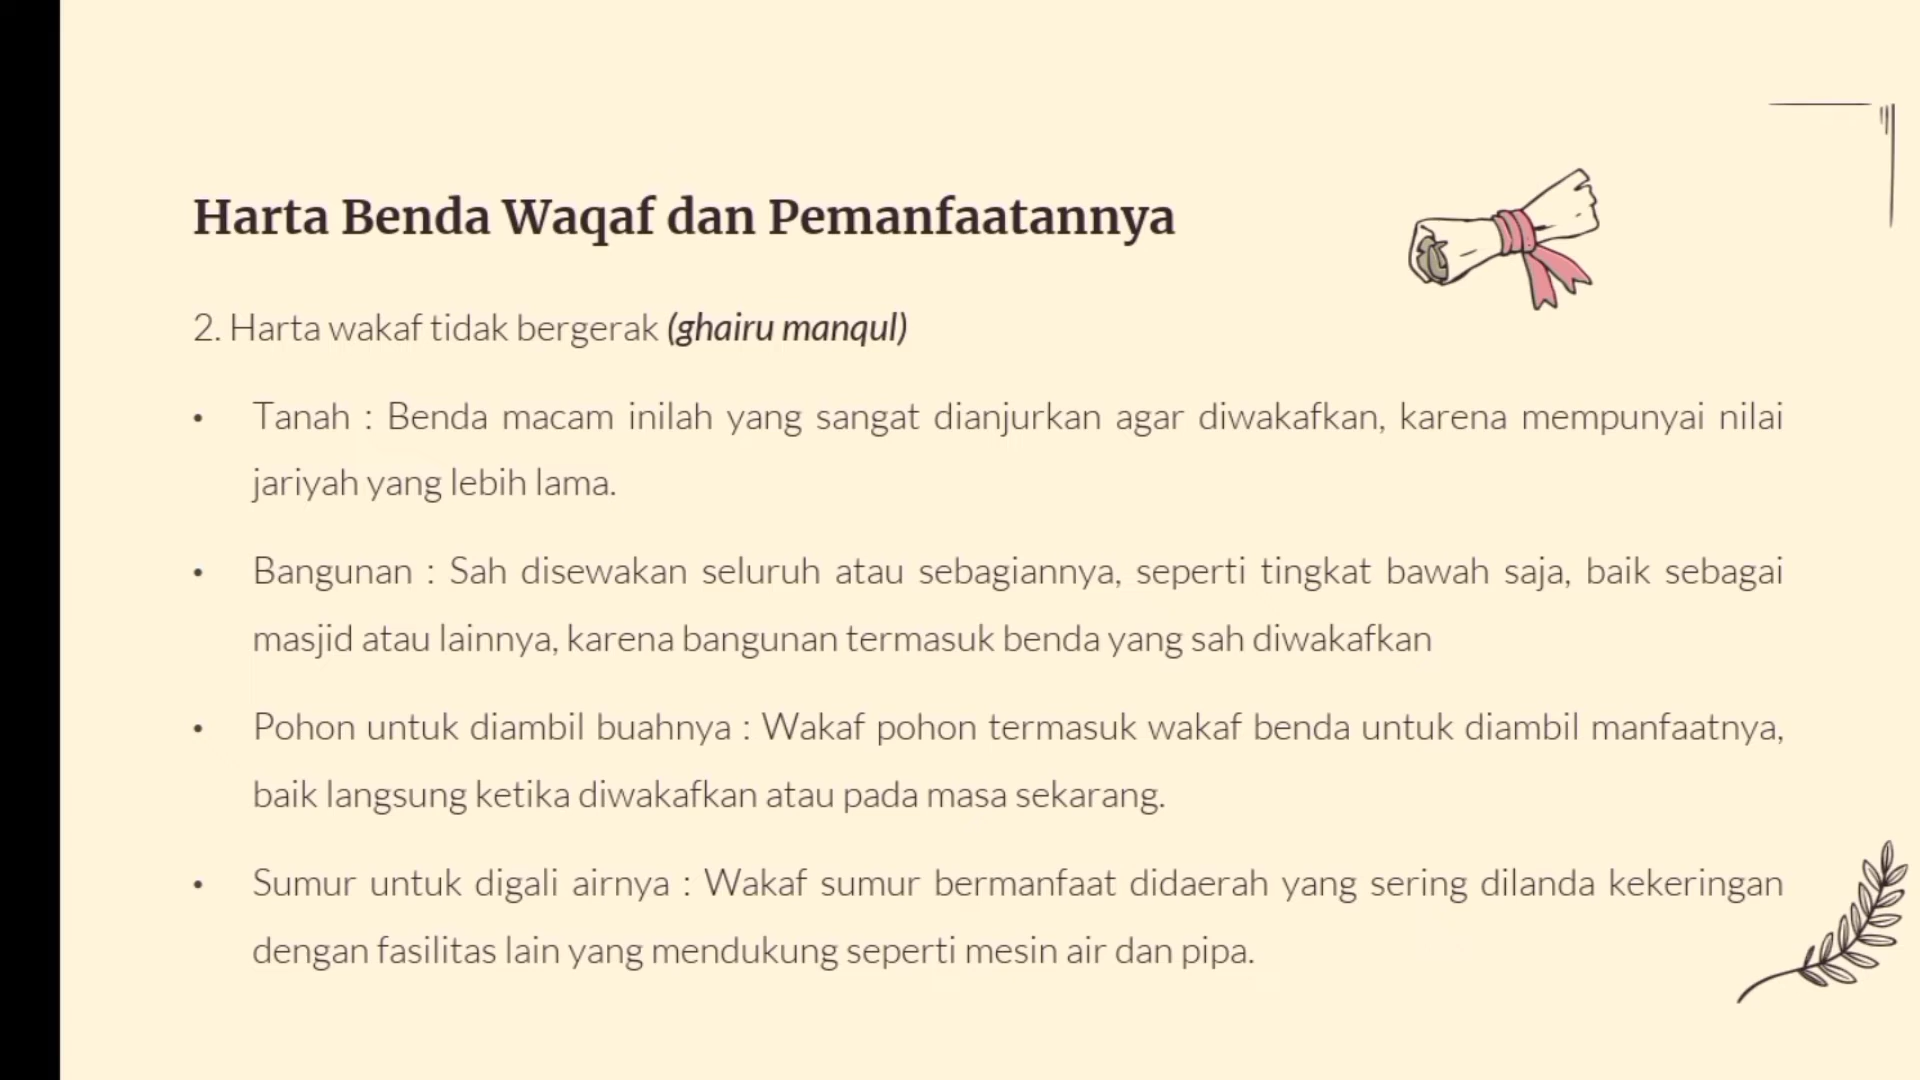 Harta Benda Waqaf dan Pemanfaatannya
2. Harta wakaf tidak bergerak (ghairu manqul)
• Tanah : Benda macam inilah yang sangat dianjurkan agar diwakafkan, karena mempunyai nilai
jariyah yang lebih lama.
• Bangunan : Sah disewakan seluruh atau sebagiannya, seperti tingkat bawah saja, baik sebagai
masjid atau lainnya, karena bangunan termasuk benda yang sah diwakafkan
• Pohon untuk diambil buahnya : Wakaf pohon termasuk wakaf benda untuk diambil manfaatnya,
baik langsung ketika diwakafkan atau pada masa sekarang.
• Sumur untuk digali airnya : Wakaf sumur bermanfaat didaerah yang sering dilanda kekeringan
dengan fasilitas lain yang mendukung seperti mesin air dan pipa.